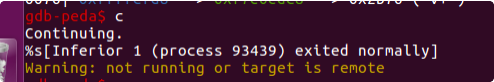 gdb-peda$ c
Continuing.
%s[Inferior 1 (process 93439) exited normally]
Warning: not running or target is remote